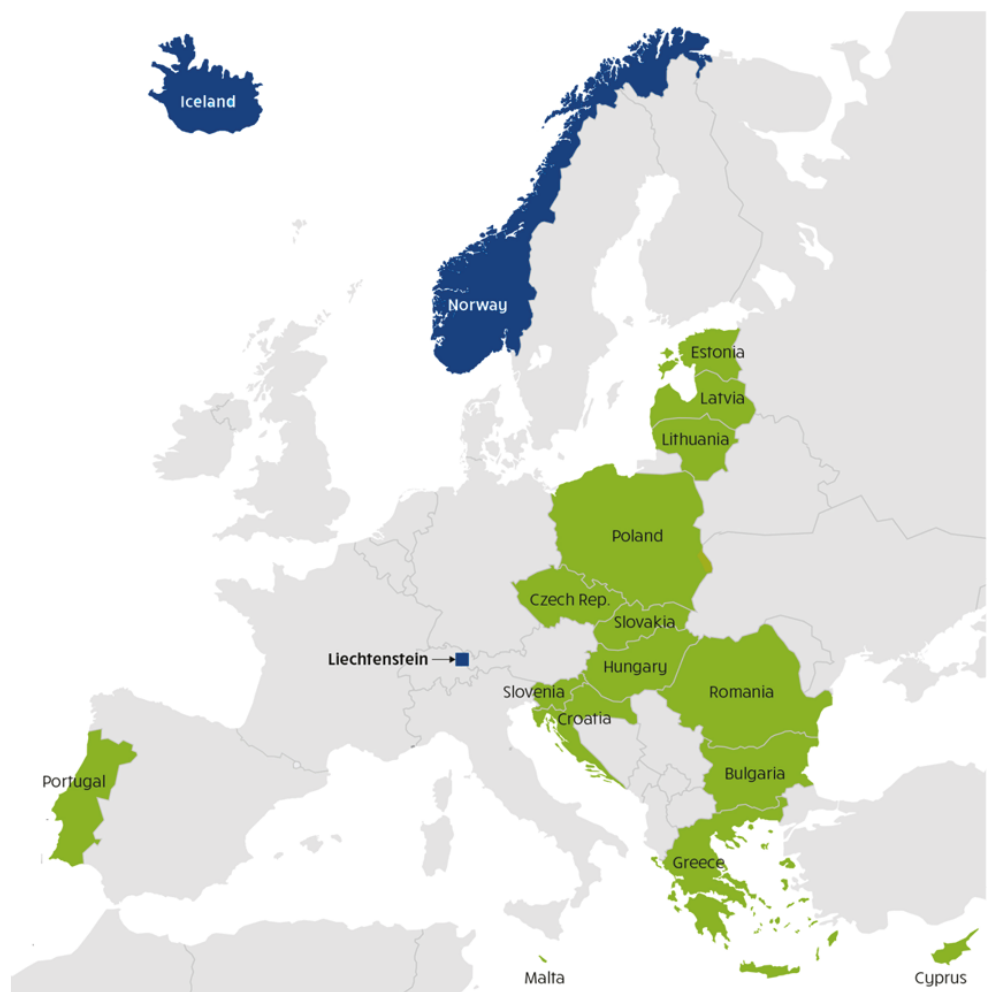 Iceland
Norway
Estonia
Latvia
Lithuania
Poland
Czech Rep.
Slovakia
Liechtenstein
Hungary
Slovenia
Romania
Croatia
Bulgaria
Portugal
Greece
Malta
Cyprus